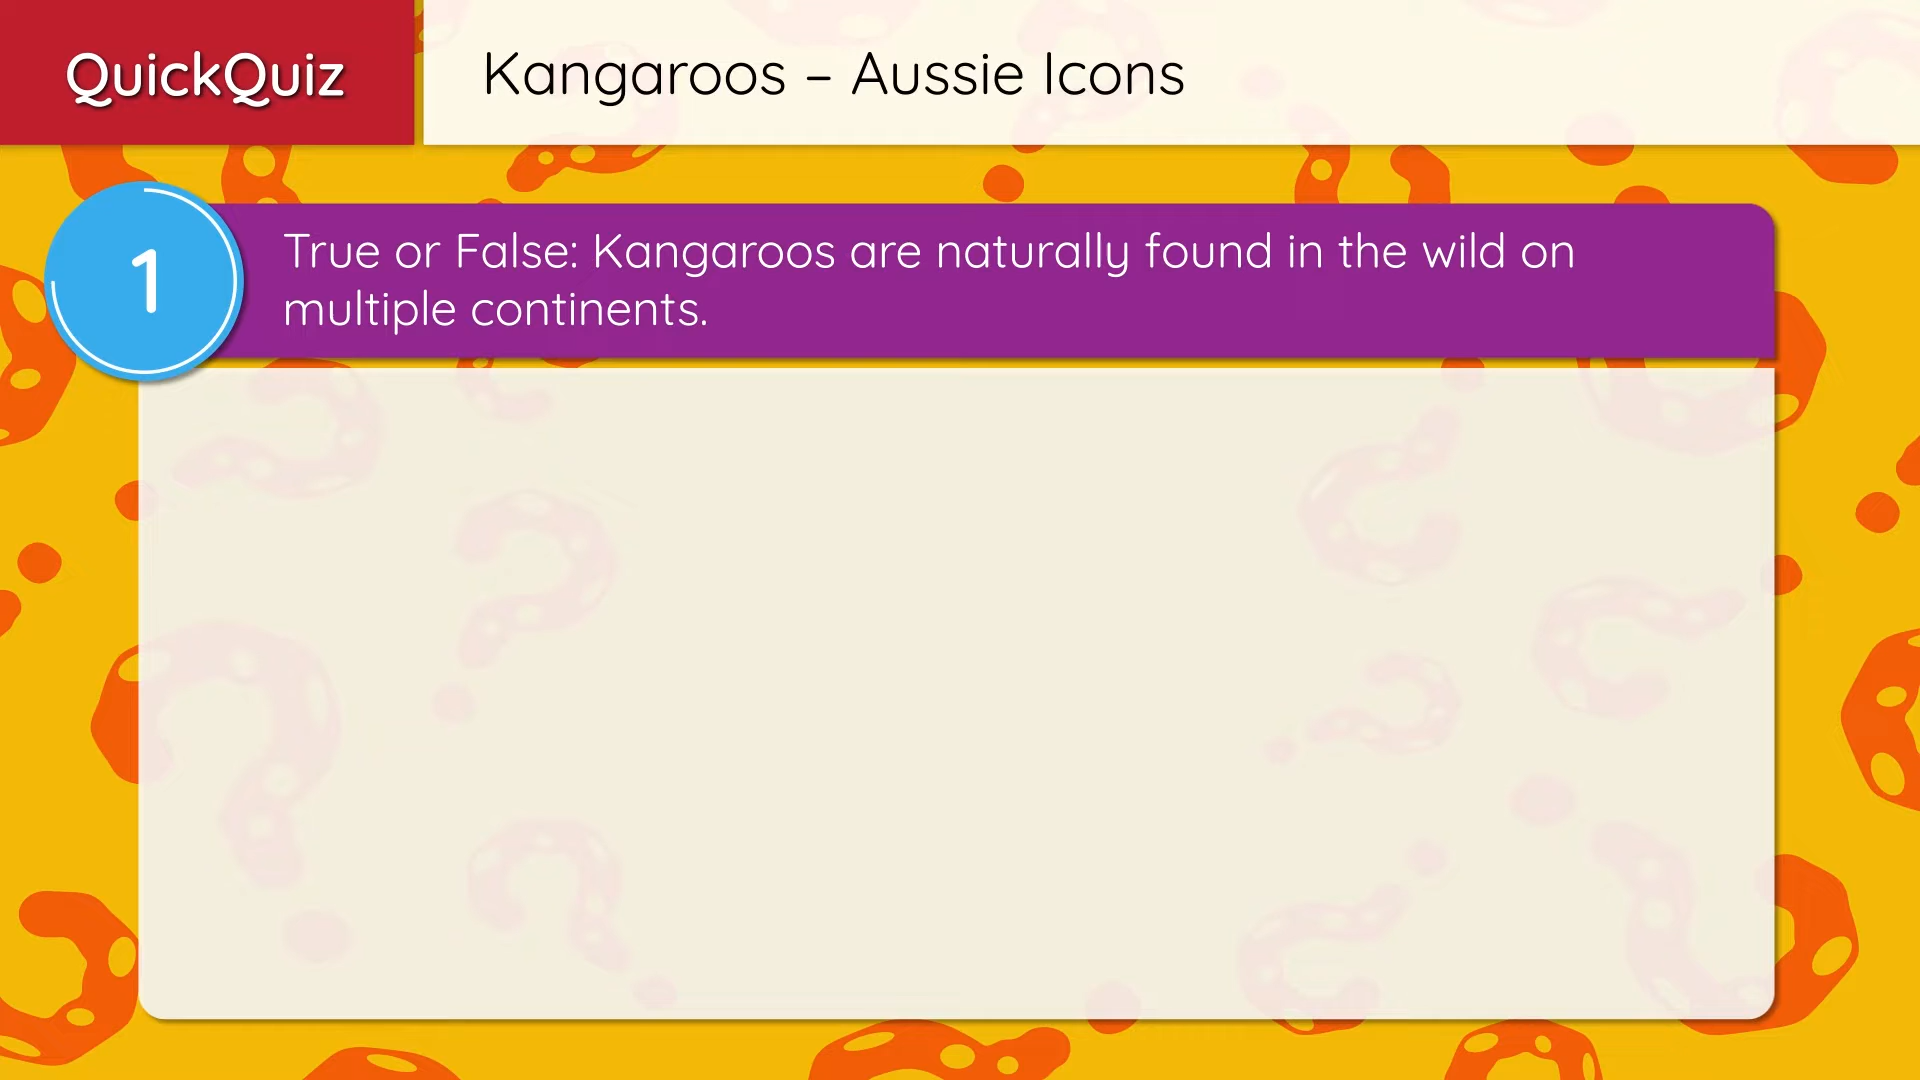 QuickQuiz
Kangaroos – Aussie Icons
1
True or False: Kangaroos are naturally found in the wild on
multiple continents.